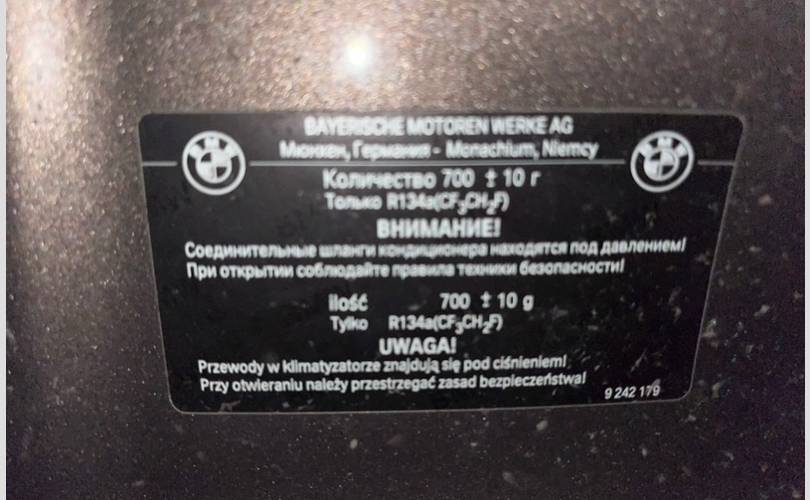 BAYERISCHE MOTOREN WERKE AG
Мюнхен, Германия - Monachium, Niemcy
BMW
BMW
Количество 700 ± 10 г
Только R134a(CF₃CH₂F)
ВНИМАНИЕ!
Соединительные шланги кондиционера находятся под давлением!
При открытии соблюдайте правила техники безопасности!
ilość 700 ± 10 g
Tylko R134a(CF₃CH₂F)
UWAGA!
Przewody w klimatyzatorze znajdują się pod ciśnieniem!
Przy otwieraniu należy przestrzegać zasad bezpieczeństwa!
9 242 179